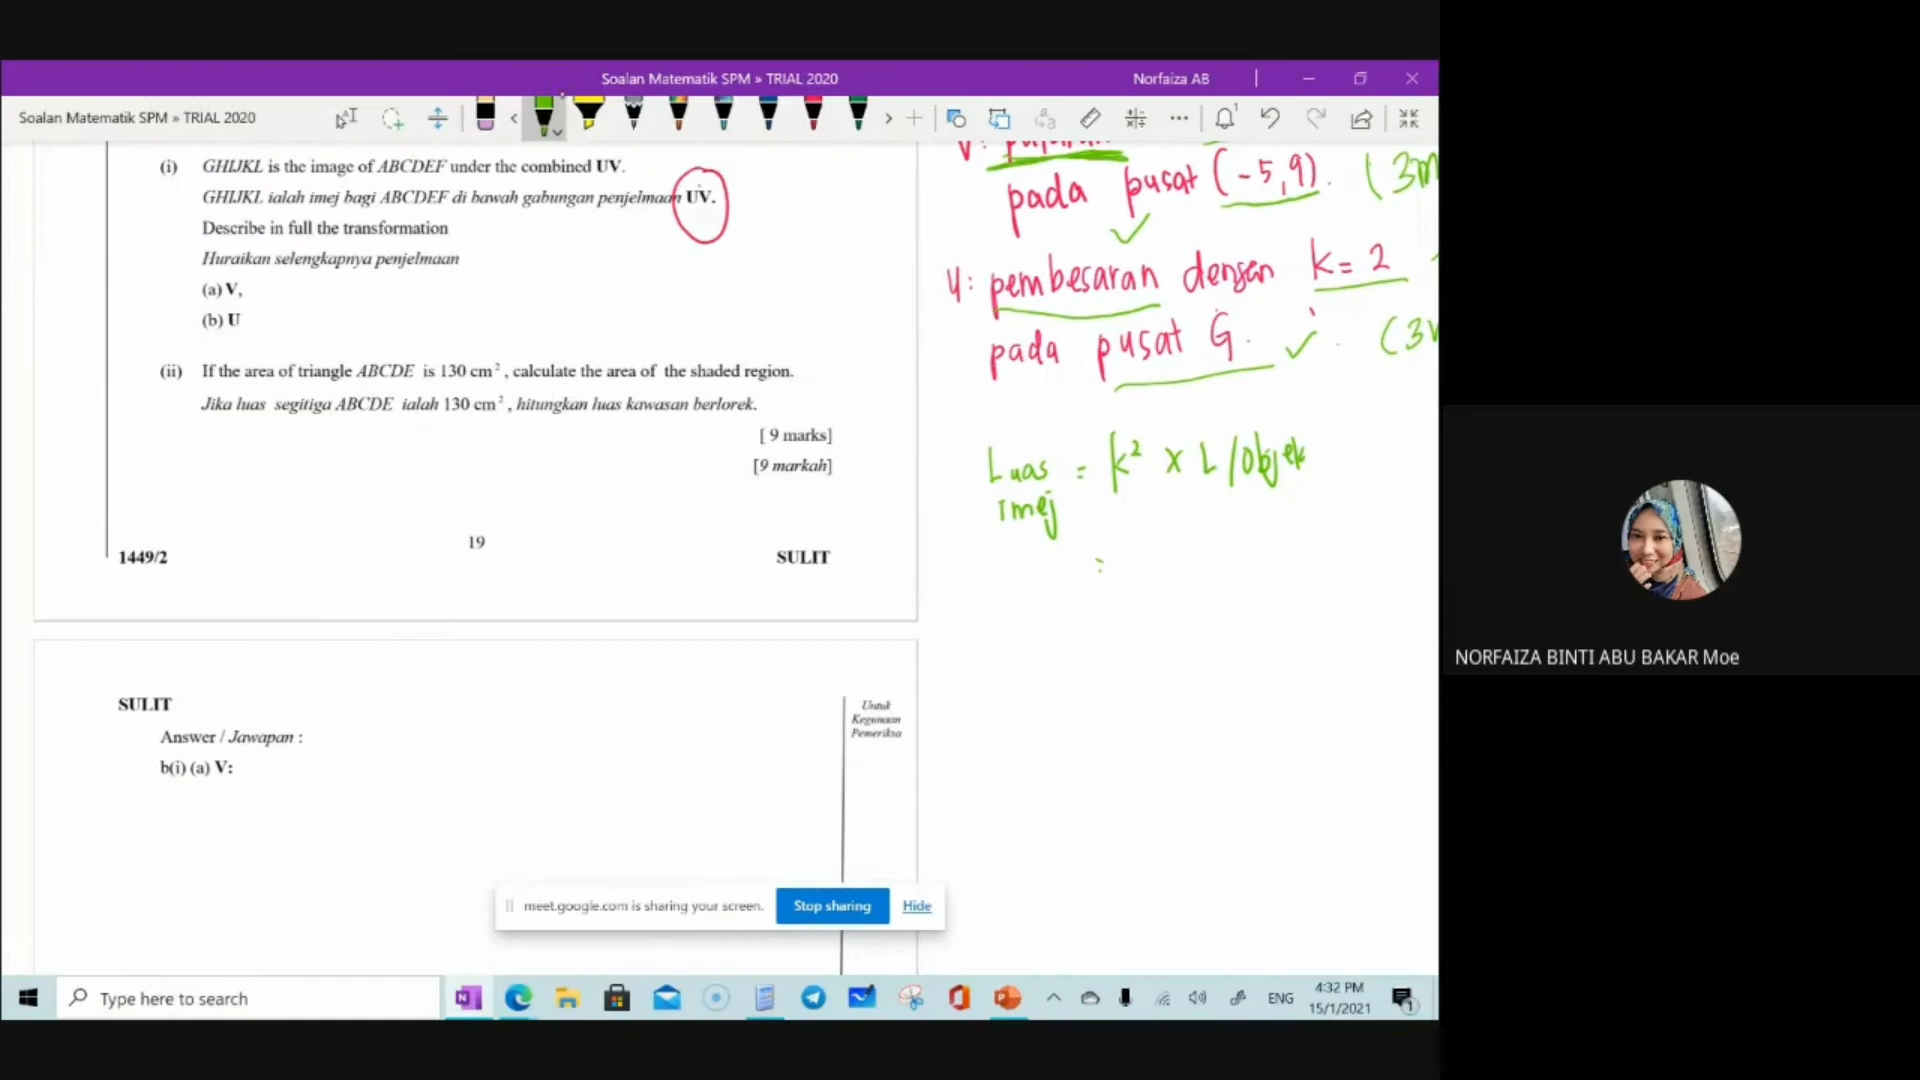 Soalan Matematik SPM » TRIAL 2020
Norfaiza AB
Soalan Matematik SPM » TRIAL 2020
(i) GHIJKL is the image of ABCDEF under the combined UV.
GHIJKL ialah imej bagi ABCDEF di bawah gabungan penjelmaan UV.
Describe in full the transformation
Huraikan selengkapnya penjelmaan
(a) V,
(b) U
(ii) If the area of triangle ABCDE is 130 cm², calculate the area of the shaded region.
Jika luas segitiga ABCDE ialah 130 cm², hitungkan luas kawasan berlorek.
[ 9 marks]
[9 markah]
19
1449/2
SULIT
pada pusat (-5,9). (3m
U: pembesaran dengan k = 2
pada pusat G. (3
Luas = k² x L/Objek
Imej
=
SULIT
Answer / Jawapan :
b(i) (a) V:
Untuk
Kegunaan
Pemeriksa
meet.google.com is sharing your screen.
Stop sharing
Hide
NORFAIZA BINTI ABU BAKAR Moe
Type here to search
ENG
4:32 PM
15/1/2021